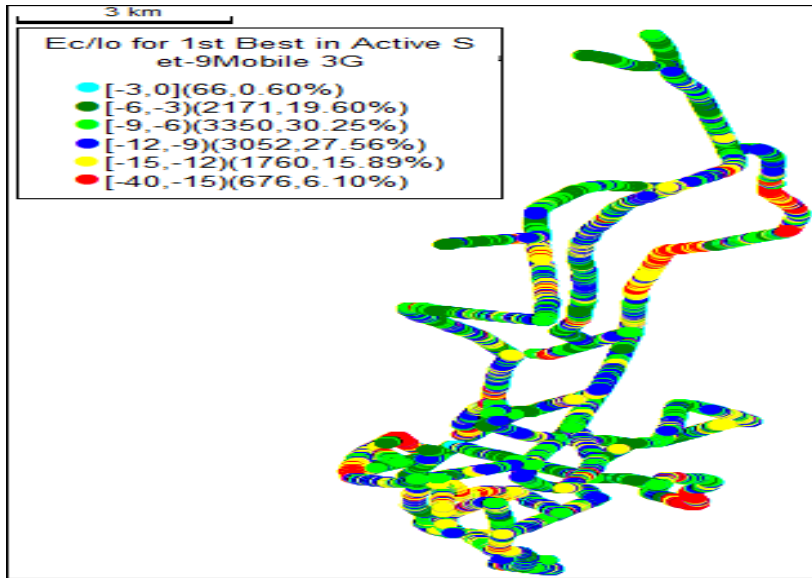 3 km
Ec/Io for 1st Best in Active S
et-9Mobile 3G
[-3,0](66,0.60%)
[-6,-3)(2171,19.60%)
[-9,-6)(3350,30.25%)
[-12,-9)(3052,27.56%)
[-15,-12)(1760,15.89%)
[-40,-15)(676,6.10%)